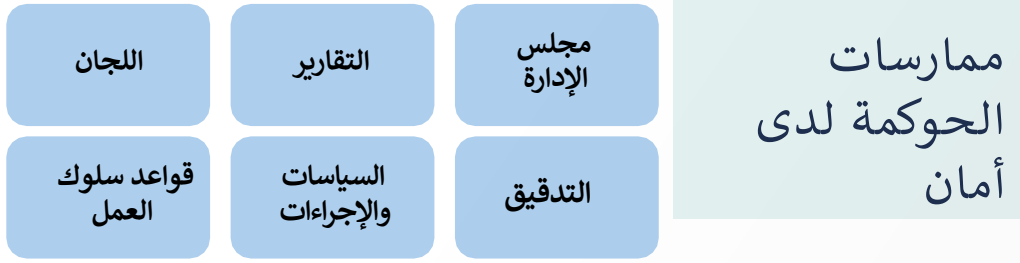 ممارسات
الحوكمة لدى
أمان
مجلس
الإدارة
التقارير
اللجان
التدقيق
السياسات
والإجراءات
قواعد سلوك
العمل